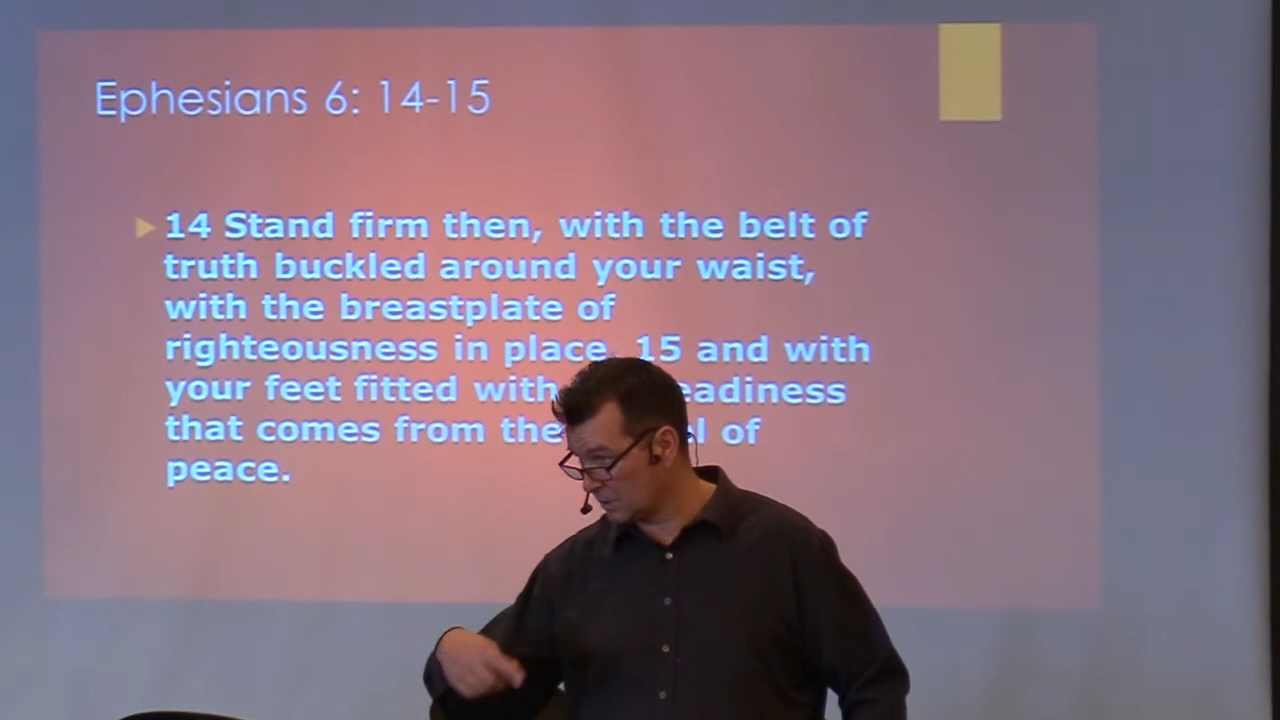 Ephesians 6: 14-15
14 Stand firm then, with the belt of
truth buckled around your waist,
with the breastplate of
righteousness in place, 15 and with
your feet fitted with
that comes from the of
peace.